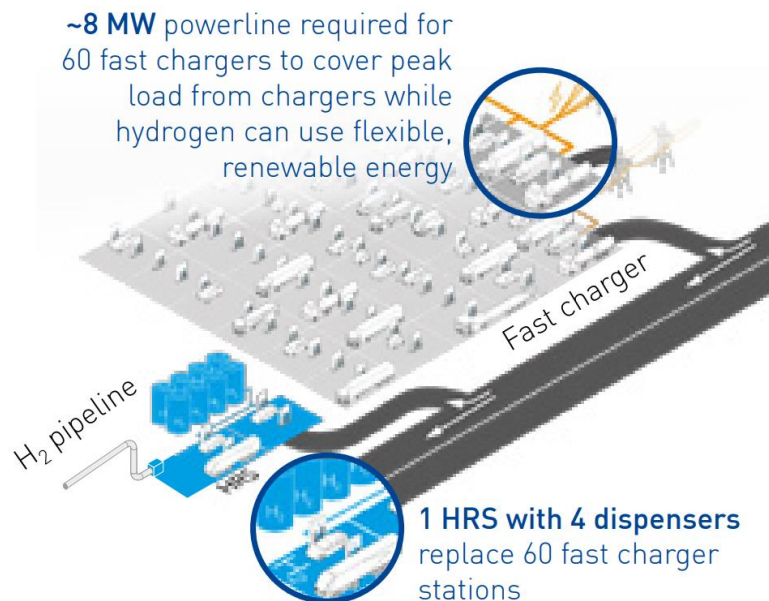 ~8 MW powerline required for
60 fast chargers to cover peak
load from chargers while
hydrogen can use flexible,
renewable energy
Fast charger
H₂ pipeline
1 HRS with 4 dispensers
replace 60 fast charger
stations